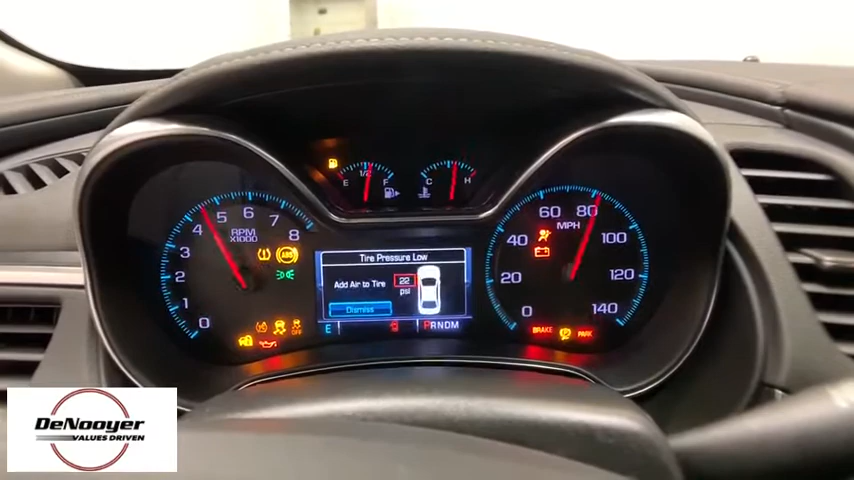 1/2
E F
C H
4 5 6 7 8
3 2 1 0
RPM
X1000
ABS
OFF
Tire Pressure Low
Add Air to Tire
22
psi
Dismiss
E
PRNDM
0 20 40 60 80 100 120 140
MPH
BRAKE
PARK
DeNooyer
VALUES DRIVEN